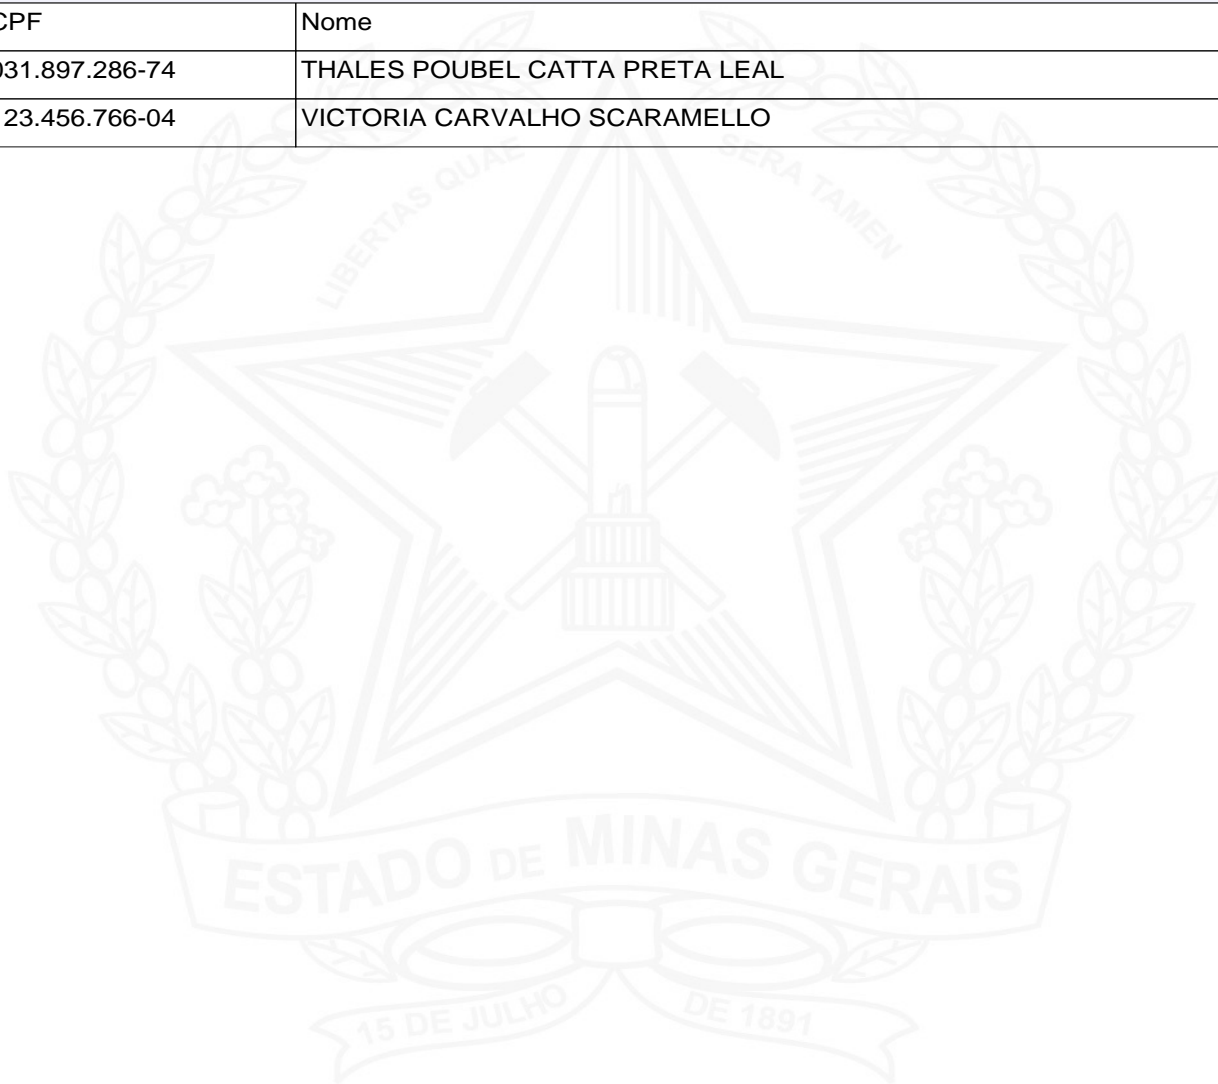 CPF Nome
031.897.286-74 THALES POUBEL CATTA PRETA LEAL
23.456.766-04 VICTORIA CARVALHO SCARAMELLO
LIBERTAS QUAE SERA TAMEN
ESTADO DE MINAS GERAIS
15 DE JULHO DE 1891